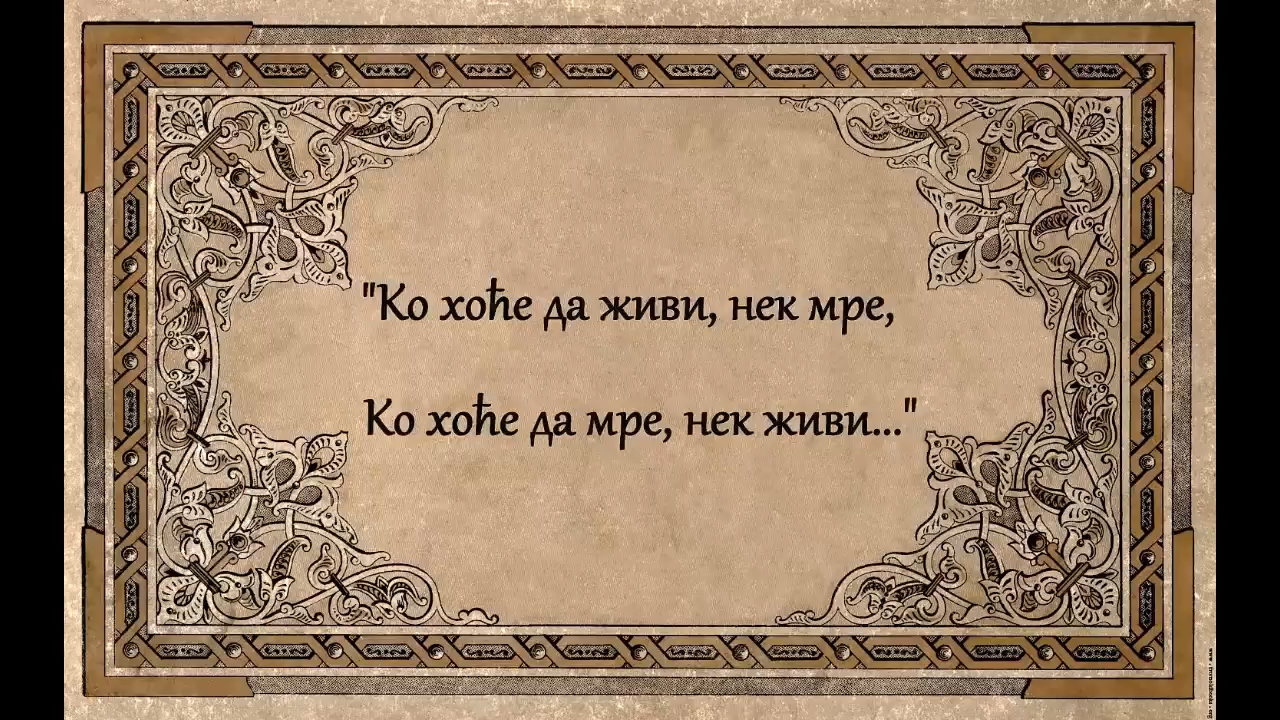 "Ко хоће да живи, нек мре,
Ко хоће да мре, нек живи..."